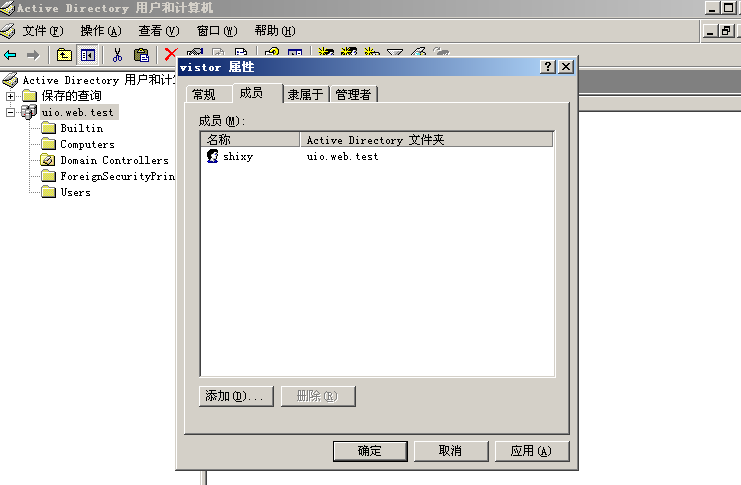 Active Directory 用户和计算机
文件(F) 操作(A) 查看(V) 窗口(W) 帮助(H)
Active Directory 用户和计
保存的查询
uio.web.test
Builtin
Computers
Domain Controllers
ForeignSecurityPrin
Users
vistor 属性
常规 成员 隶属于 管理者
成员(M):
名称 Active Directory 文件夹
shixy uio.web.test
添加(D)... 删除(R)
确定 取消 应用(A)